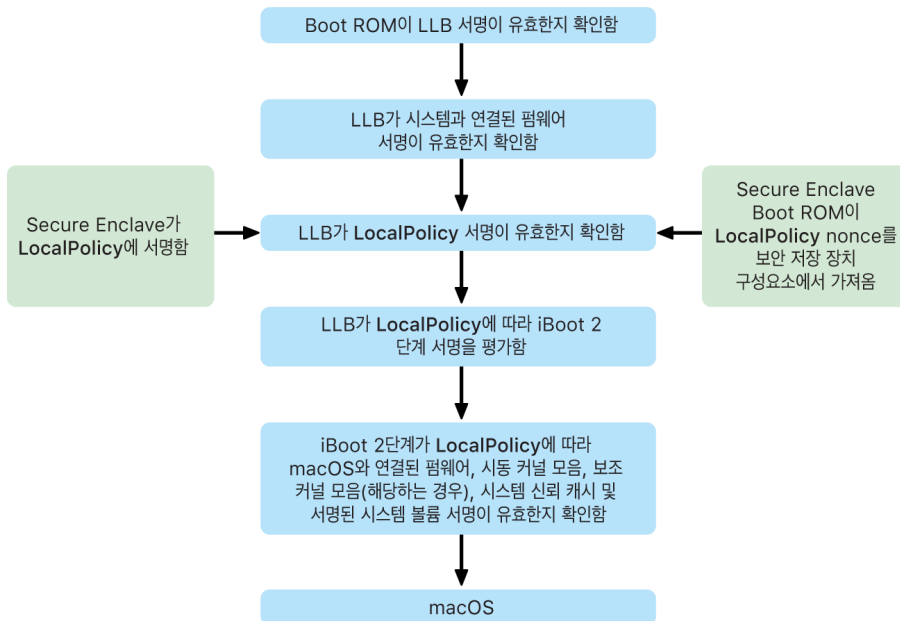 Boot ROM이 LLB 서명이 유효한지 확인함
LLB가 시스템과 연결된 펌웨어
서명이 유효한지 확인함
Secure Enclave가
LocalPolicy에 서명함
LLB가 LocalPolicy 서명이 유효한지 확인함
Secure Enclave
Boot ROM이
LocalPolicy nonce를
보안 저장 장치
구성요소에서 가져옴
LLB가 LocalPolicy에 따라 iBoot 2
단계 서명을 평가함
iBoot 2단계가 LocalPolicy에 따라
macOS와 연결된 펌웨어, 시동 커널 모음, 보조
커널 모음(해당하는 경우), 시스템 신뢰 캐시 및
서명된 시스템 볼륨 서명이 유효한지 확인함
macOS